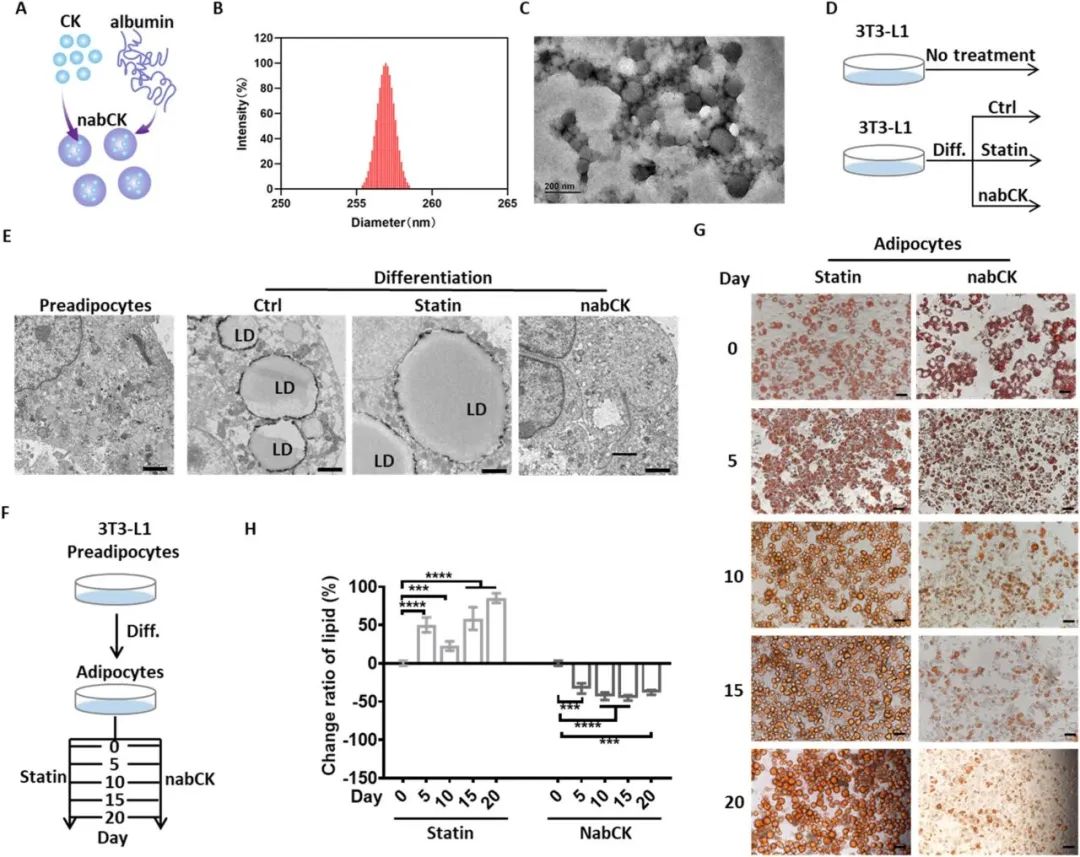 A
CK
albumin
nabCK
B
120
100
80
60
40
20
0
250
255
260
265
Intensity(%)
Diameter(nm)
C
200 nm
D
3T3-L1
No treatment
3T3-L1
Diff.
Ctrl
Statin
nabCK
E
Differentiation
Preadipocytes
Ctrl
Statin
nabCK
LD
LD
LD
LD
LD
F
3T3-L1
Preadipocytes
Diff.
Adipocytes
0
5
10
15
20
Statin
nabCK
Day
G
Adipocytes
Day
Statin
nabCK
0
5
10
15
20
H
Change ratio of lipid (%)
100
50
0
-50
-100
-150
****
***
****
***
****
***
Day
0
5
10
15
20
0
5
10
15
20
Statin
NabCK